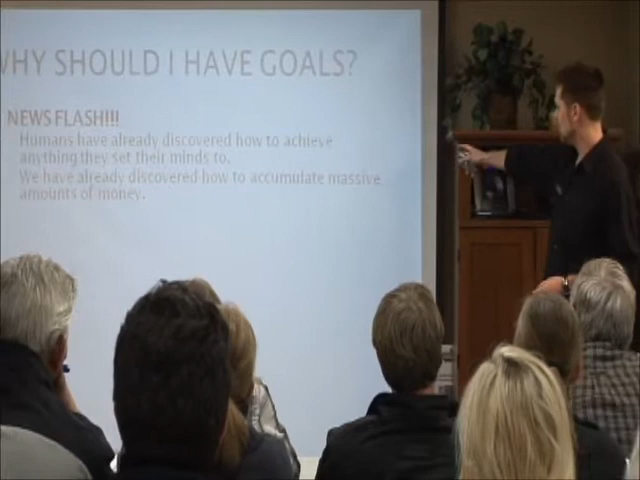 WHY SHOULD I HAVE GOALS?
NEWS FLASH!!!
Humans have already discovered how to achieve
anything they set their minds to.
We have already discovered how to accumulate massive
amounts of money.